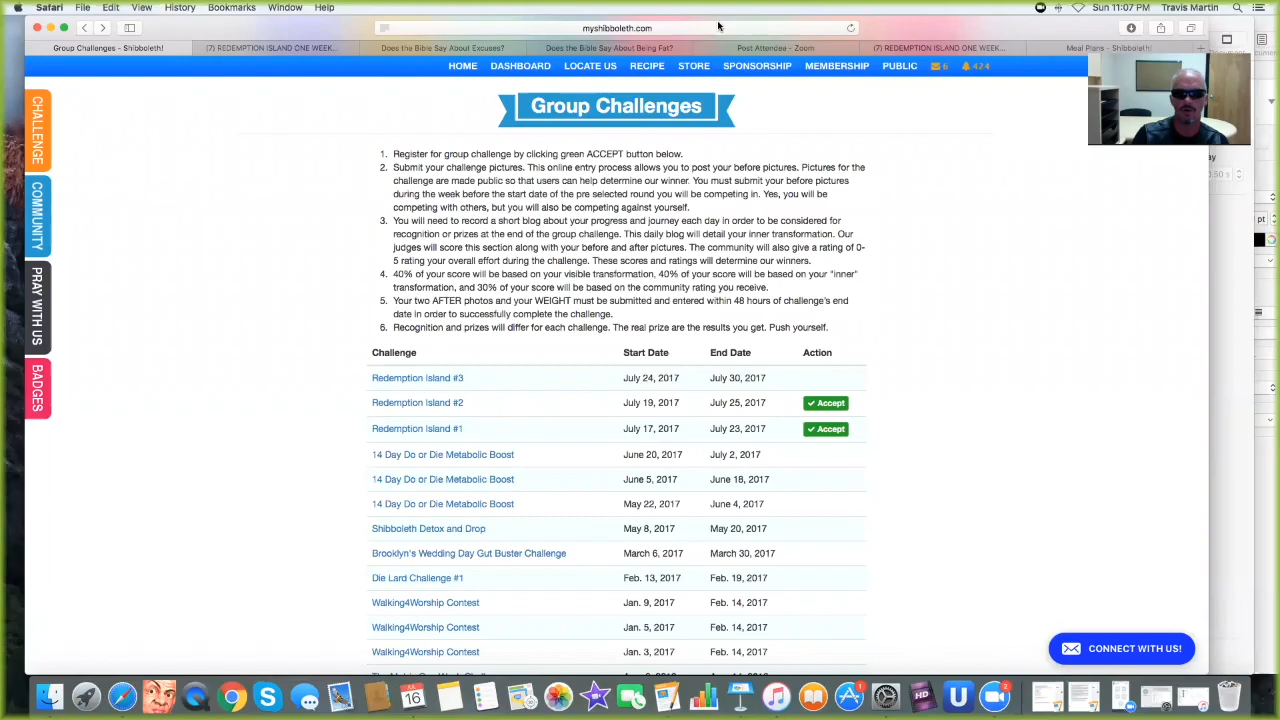 Safari File Edit View History Bookmarks Window Help Sun 11:07 PM Travis Martin
myshibboleth.com
Group Challenges - Shibboleth! (7) REDEMPTION ISLAND ONE WEEK... Does the Bible Say About Excuses? Does the Bible Say About Being Fat? Post Attendee - Zoom (7) REDEMPTION ISLAND ONE WEEK... Meal Plans - Shibboleth!
HOME DASHBOARD LOCATE US RECIPE STORE SPONSORSHIP MEMBERSHIP PUBLIC 6 424
CHALLENGE
COMMUNITY
PRAY WITH US
BADGES
Group Challenges
1. Register for group challenge by clicking green ACCEPT button below.
2. Submit your challenge pictures. This online entry process allows you to post your before pictures. Pictures for the
challenge are made public so that users can help determine our winner. You must submit your before pictures
during the week before the start date of the pre selected round you will be competing in. Yes, you will be
competing with others, but you will also be competing against yourself.
3. You will need to record a short blog about your progress and journey each day in order to be considered for
recognition or prizes at the end of the group challenge. This daily blog will detail your inner transformation. Our
judges will score this section along with your before and after pictures. The community will also give a rating of 0-
5 rating your overall effort during the challenge. These scores and ratings will determine our winners.
4. 40% of your score will be based on your visible transformation, 40% of your score will be based on your "inner"
transformation, and 30% of your score will be based on the community rating you receive.
5. Your two AFTER photos and your WEIGHT must be submitted and entered within 48 hours of challenge's end
date in order to successfully complete the challenge.
6. Recognition and prizes will differ for each challenge. The real prize are the results you get. Push yourself.
Challenge Start Date End Date Action
Redemption Island #3 July 24, 2017 July 30, 2017
Redemption Island #2 July 19, 2017 July 25, 2017 Accept
Redemption Island #1 July 17, 2017 July 23, 2017 Accept
14 Day Do or Die Metabolic Boost June 20, 2017 July 2, 2017
14 Day Do or Die Metabolic Boost June 5, 2017 June 18, 2017
14 Day Do or Die Metabolic Boost May 22, 2017 June 4, 2017
Shibboleth Detox and Drop May 8, 2017 May 20, 2017
Brooklyn's Wedding Day Gut Buster Challenge March 6, 2017 March 30, 2017
Die Lard Challenge #1 Feb. 13, 2017 Feb. 19, 2017
Walking4Worship Contest Jan. 9, 2017 Feb. 14, 2017
Walking4Worship Contest Jan. 5, 2017 Feb. 14, 2017
Walking4Worship Contest Jan. 3, 2017 Feb. 14, 2017
CONNECT WITH US!